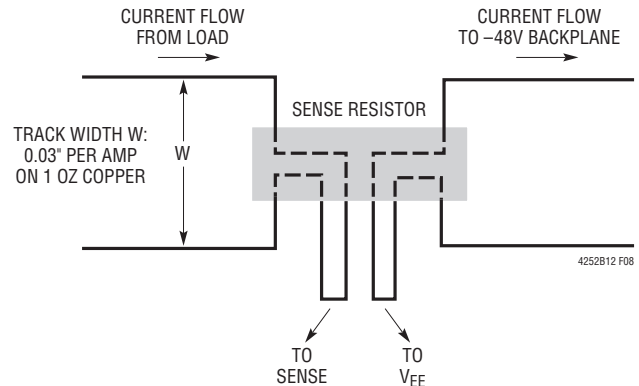 CURRENT FLOW
FROM LOAD
CURRENT FLOW
TO –48V BACKPLANE
SENSE RESISTOR
TRACK WIDTH W:
0.03" PER AMP
ON 1 OZ COPPER
W
4252B12 F08
TO
SENSE
TO
VEE